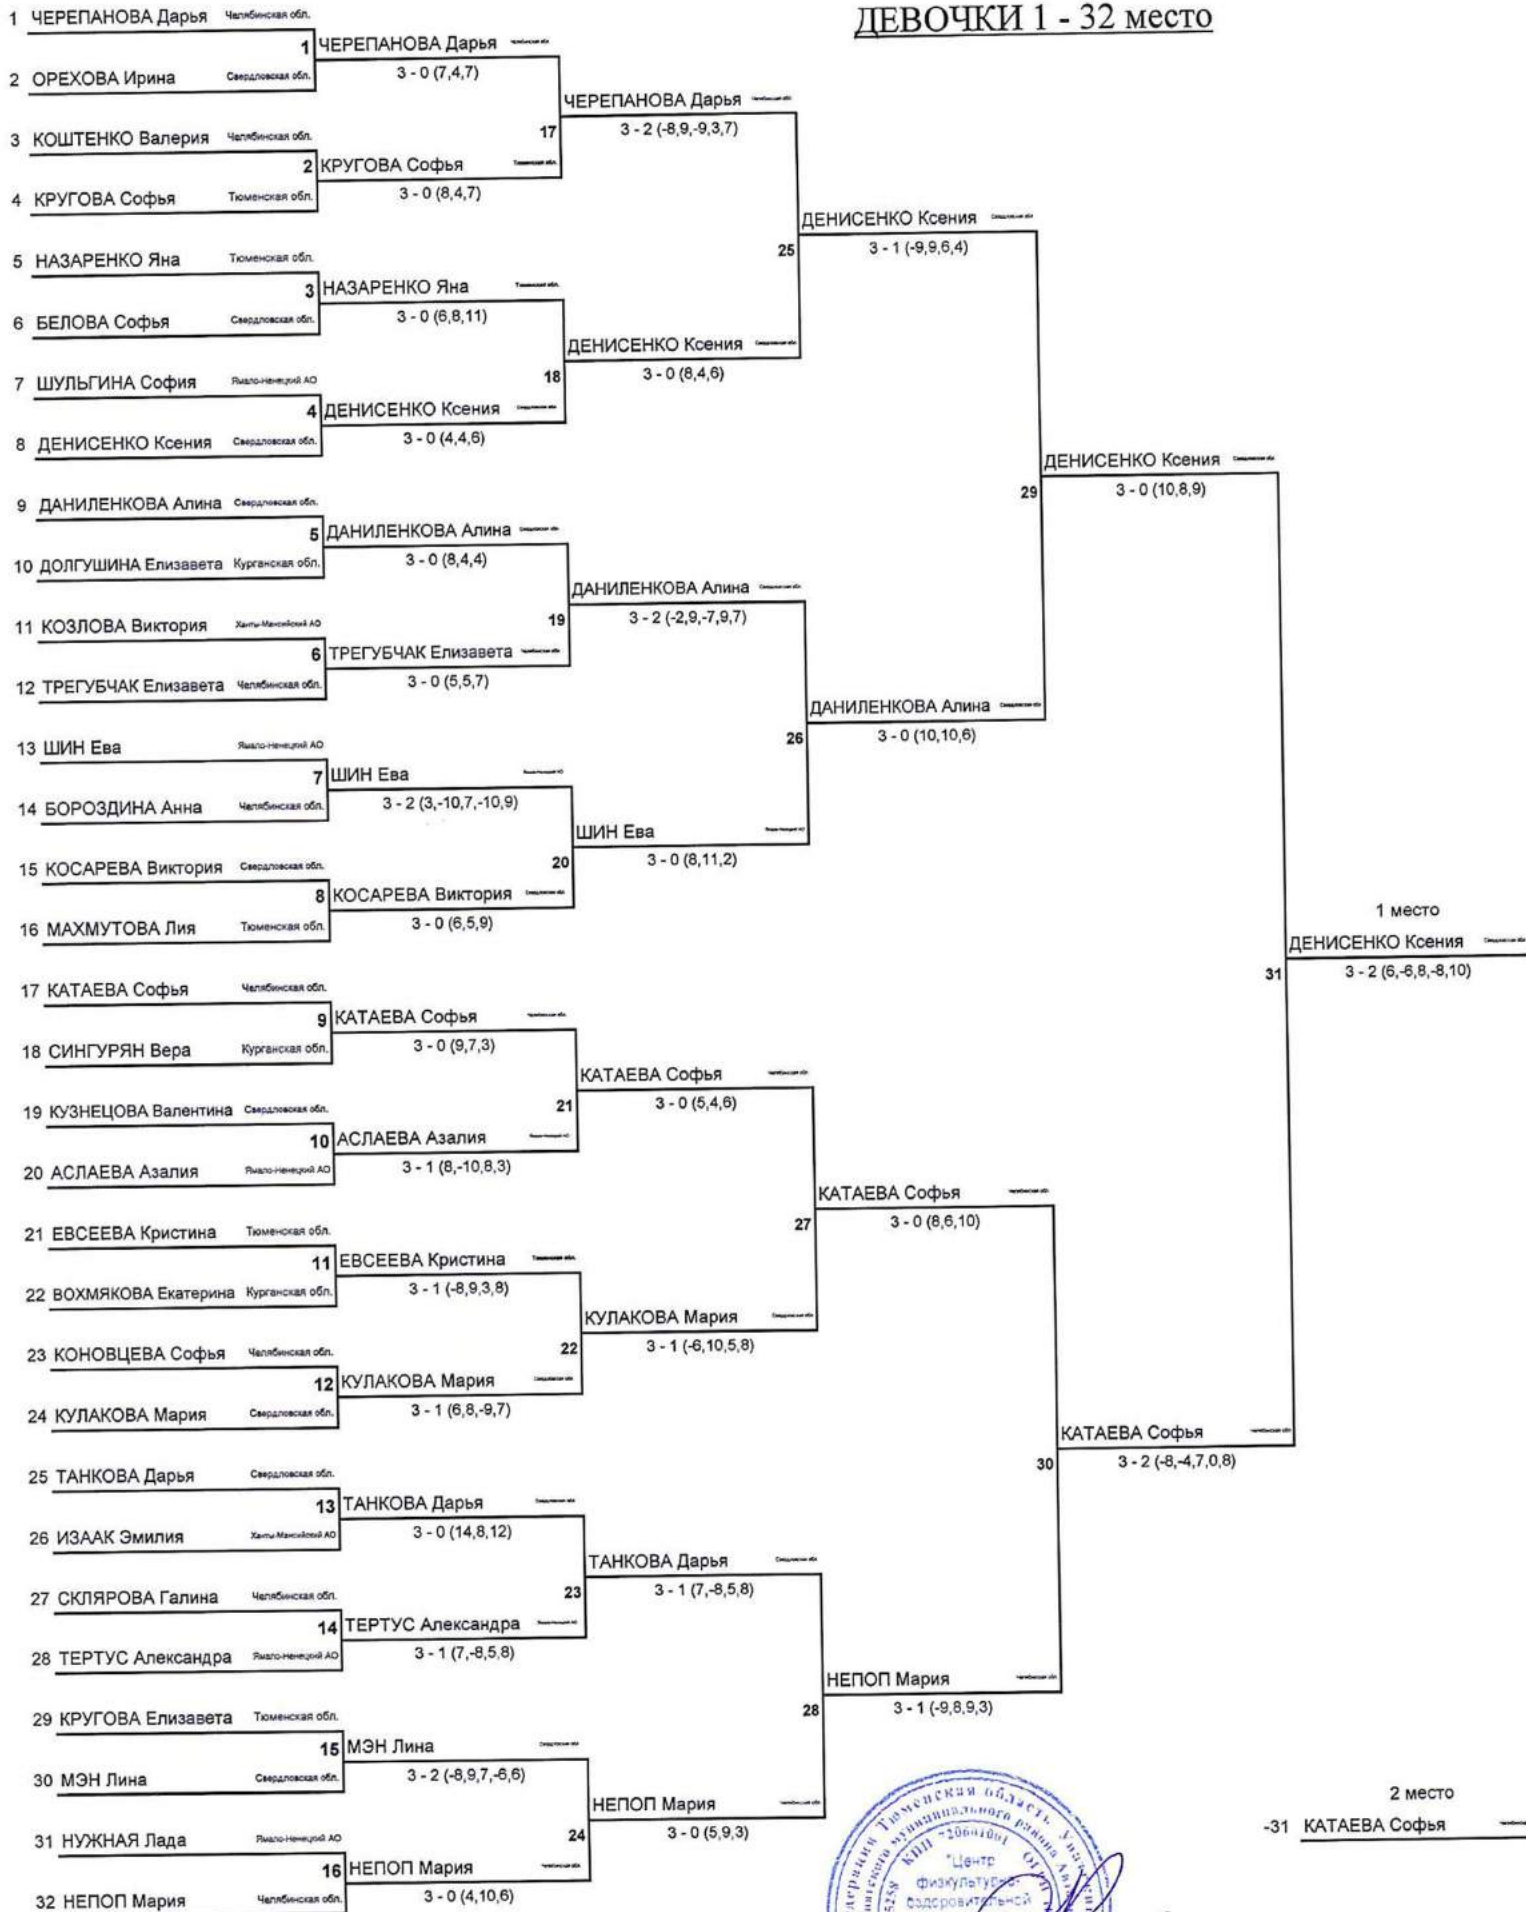 ДЕВОЧКИ 1 - 32 место
1 ЧЕРЕПАНОВА Дарья Челябинская обл.
1 ЧЕРЕПАНОВА Дарья
3 - 0 (7,4,7)
2 ОРЕХОВА Ирина Свердловская обл.
ЧЕРЕПАНОВА Дарья
17 3 - 2 (-8,9,-9,3,7)
3 КОШТЕНКО Валерия Челябинская обл.
2 КРУГОВА Софья Тюменская обл.
3 - 0 (8,4,7)
4 КРУГОВА Софья Тюменская обл.
ДЕНИСЕНКО Ксения
25 3 - 1 (-9,9,6,4)
5 НАЗАРЕНКО Яна Тюменская обл.
3 НАЗАРЕНКО Яна
3 - 0 (6,8,11)
6 БЕЛОВА Софья Свердловская обл.
ДЕНИСЕНКО Ксения
18 3 - 0 (8,4,6)
7 ШУЛЬГИНА София Ямало-Ненецкий АО
4 ДЕНИСЕНКО Ксения
3 - 0 (4,4,6)
8 ДЕНИСЕНКО Ксения Свердловская обл.
ДЕНИСЕНКО Ксения
29 3 - 0 (10,8,9)
9 ДАНИЛЕНКОВА Алина Свердловская обл.
5 ДАНИЛЕНКОВА Алина
3 - 0 (8,4,4)
10 ДОЛГУШИНА Елизавета Курганская обл.
ДАНИЛЕНКОВА Алина
19 3 - 2 (-2,9,-7,9,7)
11 КОЗЛОВА Виктория Ханты-Мансийский АО
6 ТРЕГУБЧАК Елизавета
3 - 0 (5,5,7)
12 ТРЕГУБЧАК Елизавета Челябинская обл.
ДАНИЛЕНКОВА Алина
26 3 - 0 (10,10,6)
13 ШИН Ева Ямало-Ненецкий АО
7 ШИН Ева
3 - 2 (3,-10,7,-10,9)
14 БОРОЗДИНА Анна Челябинская обл.
ШИН Ева
20 3 - 0 (8,11,2)
15 КОСАРЕВА Виктория Свердловская обл.
8 КОСАРЕВА Виктория
3 - 0 (6,5,9)
16 МАХМУТОВА Лия Тюменская обл.
1 место
ДЕНИСЕНКО Ксения
31 3 - 2 (6,-6,8,-8,10)
17 КАТАЕВА Софья Челябинская обл.
9 КАТАЕВА Софья
3 - 0 (9,7,3)
18 СИНГУРЯН Вера Курганская обл.
КАТАЕВА Софья
21 3 - 0 (5,4,6)
19 КУЗНЕЦОВА Валентина Свердловская обл.
10 АСЛАЕВА Азалия
3 - 1 (8,-10,8,3)
20 АСЛАЕВА Азалия Ямало-Ненецкий АО
КАТАЕВА Софья
27 3 - 0 (8,6,10)
21 ЕВСЕЕВА Кристина Тюменская обл.
11 ЕВСЕЕВА Кристина
3 - 1 (-8,9,3,8)
22 ВОХМЯКОВА Екатерина Курганская обл.
КУЛАКОВА Мария
22 3 - 1 (-6,10,5,8)
23 КОНОВЦЕВА Софья Челябинская обл.
12 КУЛАКОВА Мария
3 - 1 (6,8,-9,7)
24 КУЛАКОВА Мария Свердловская обл.
КАТАЕВА Софья
30 3 - 2 (-8,-4,7,0,8)
25 ТАНКОВА Дарья Свердловская обл.
13 ТАНКОВА Дарья
3 - 0 (14,8,12)
26 ИЗААК Эмилия Ханты-Мансийский АО
ТАНКОВА Дарья
23 3 - 1 (7,-8,5,8)
27 СКЛЯРОВА Галина Челябинская обл.
14 ТЕРТУС Александра
3 - 1 (7,-8,5,8)
28 ТЕРТУС Александра Ямало-Ненецкий АО
НЕПОП Мария
28 3 - 1 (-9,8,9,3)
29 КРУГОВА Елизавета Тюменская обл.
15 МЭН Лина
3 - 2 (-8,9,7,-6,6)
30 МЭН Лина Свердловская обл.
НЕПОП Мария
24 3 - 0 (5,9,3)
31 НУЖНАЯ Лада Ямало-Ненецкий АО
16 НЕПОП Мария
3 - 0 (4,10,6)
32 НЕПОП Мария Челябинская обл.
2 место
-31 КАТАЕВА Софья
Тюменская область
муниципального района
КПП 720601001
"Центр
физкультурно-
оздоровительной